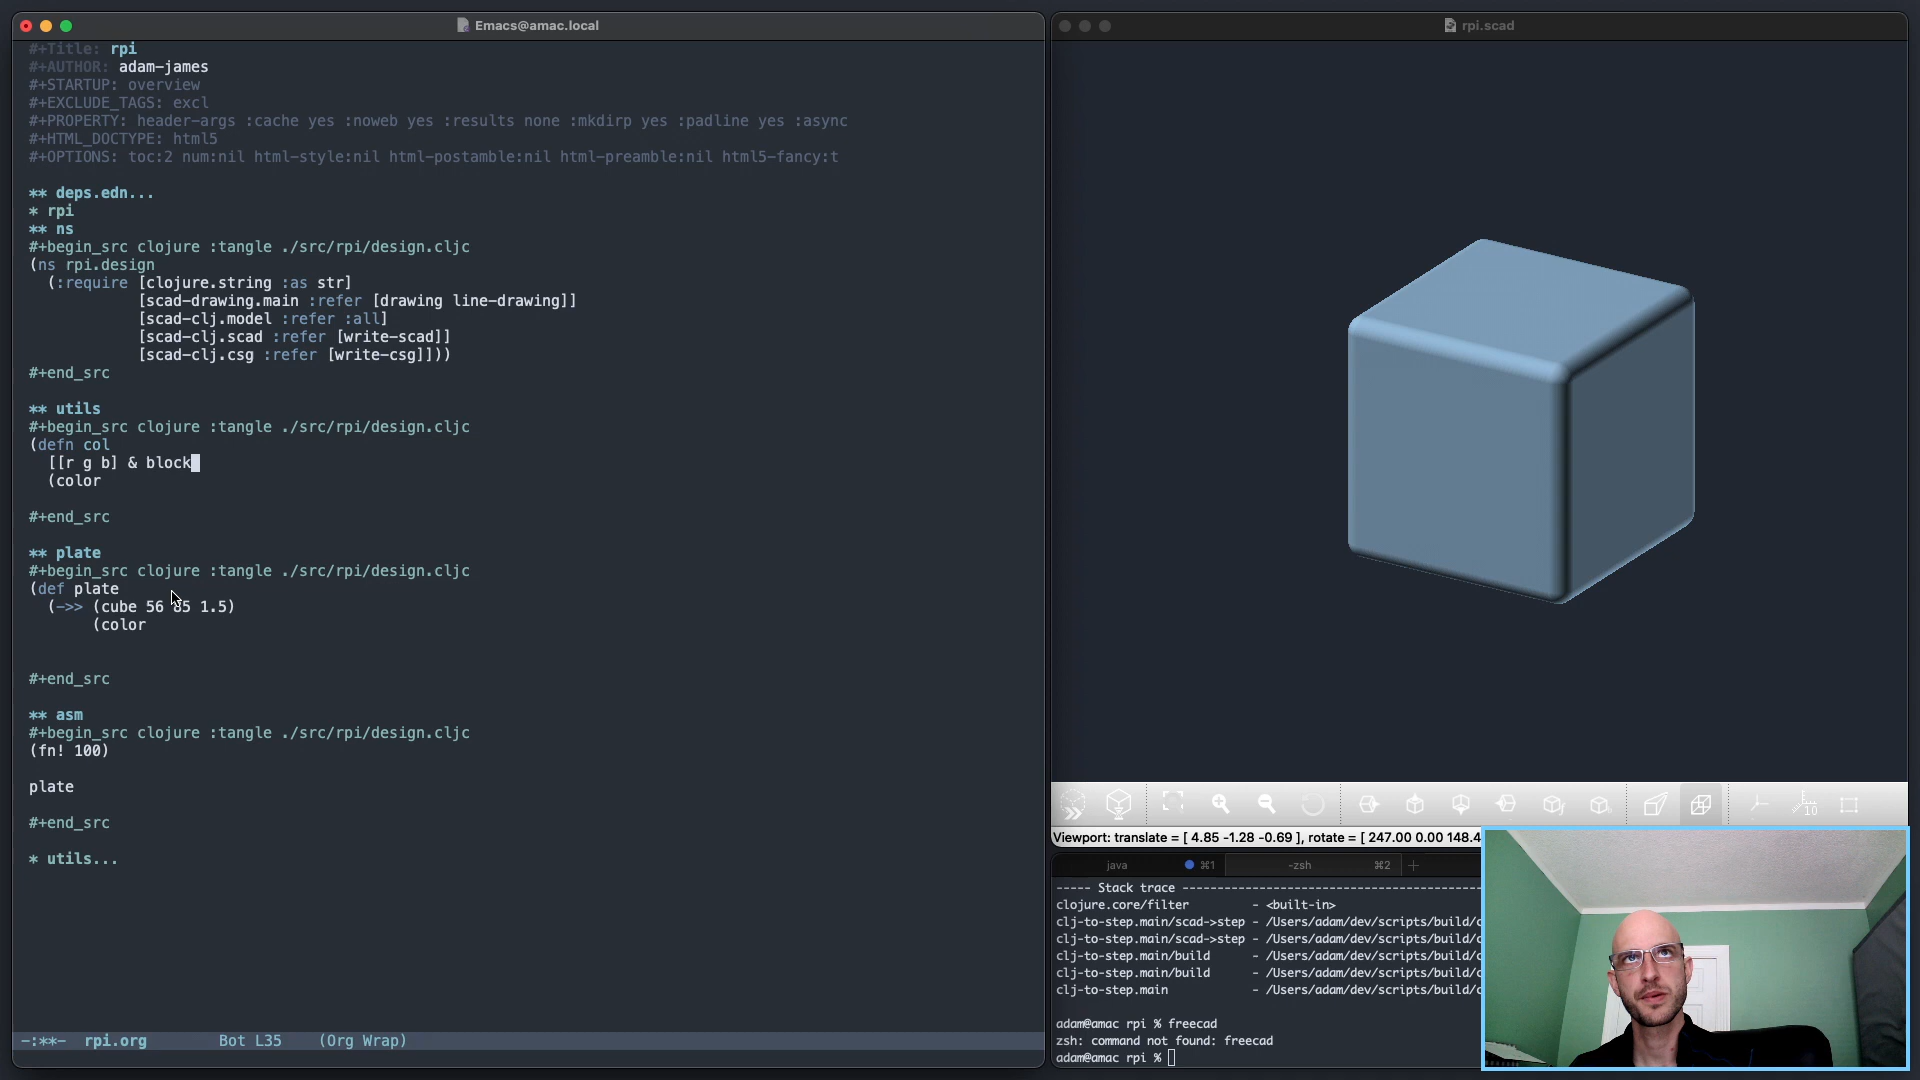 Emacs@amac.local
#+Title: rpi
#+AUTHOR: adam-james
#+STARTUP: overview
#+EXCLUDE_TAGS: excl
#+PROPERTY: header-args :cache yes :noweb yes :results none :mkdirp yes :padline yes :async
#+HTML_DOCTYPE: html5
#+OPTIONS: toc:2 num:nil html-style:nil html-postamble:nil html-preamble:nil html5-fancy:t
** deps.edn...
* rpi
** ns
#+begin_src clojure :tangle ./src/rpi/design.cljc
(ns rpi.design
(:require [clojure.string :as str]
[scad-drawing.main :refer [drawing line-drawing]]
[scad-clj.model :refer :all]
[scad-clj.scad :refer [write-scad]]
[scad-clj.csg :refer [write-csg]]))
#+end_src
** utils
#+begin_src clojure :tangle ./src/rpi/design.cljc
(defn col
[[r g b] & block
(color
#+end_src
** plate
#+begin_src clojure :tangle ./src/rpi/design.cljc
(def plate
(->> (cube 56 85 1.5)
(color
#+end_src
** asm
#+begin_src clojure :tangle ./src/rpi/design.cljc
(fn! 100)
plate
#+end_src
* utils...
-:**- rpi.org Bot L35 (Org Wrap)
rpi.scad
Viewport: translate = [ 4.85 -1.28 -0.69 ], rotate = [ 247.00 0.00 148.4
java ⌘1 -zsh ⌘2 +
----- Stack trace ----------------------------------
clojure.core/filter - <built-in>
clj-to-step.main/scad->step - /Users/adam/dev/scripts/build/c
clj-to-step.main/scad->step - /Users/adam/dev/scripts/build/c
clj-to-step.main/build - /Users/adam/dev/scripts/build/c
clj-to-step.main/build - /Users/adam/dev/scripts/build/c
clj-to-step.main - /Users/adam/dev/scripts/build/c
adam@amac rpi % freecad
zsh: command not found: freecad
adam@amac rpi %